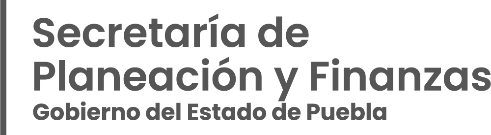 Secretaría de
Planeación y Finanzas
Gobierno del Estado de Puebla